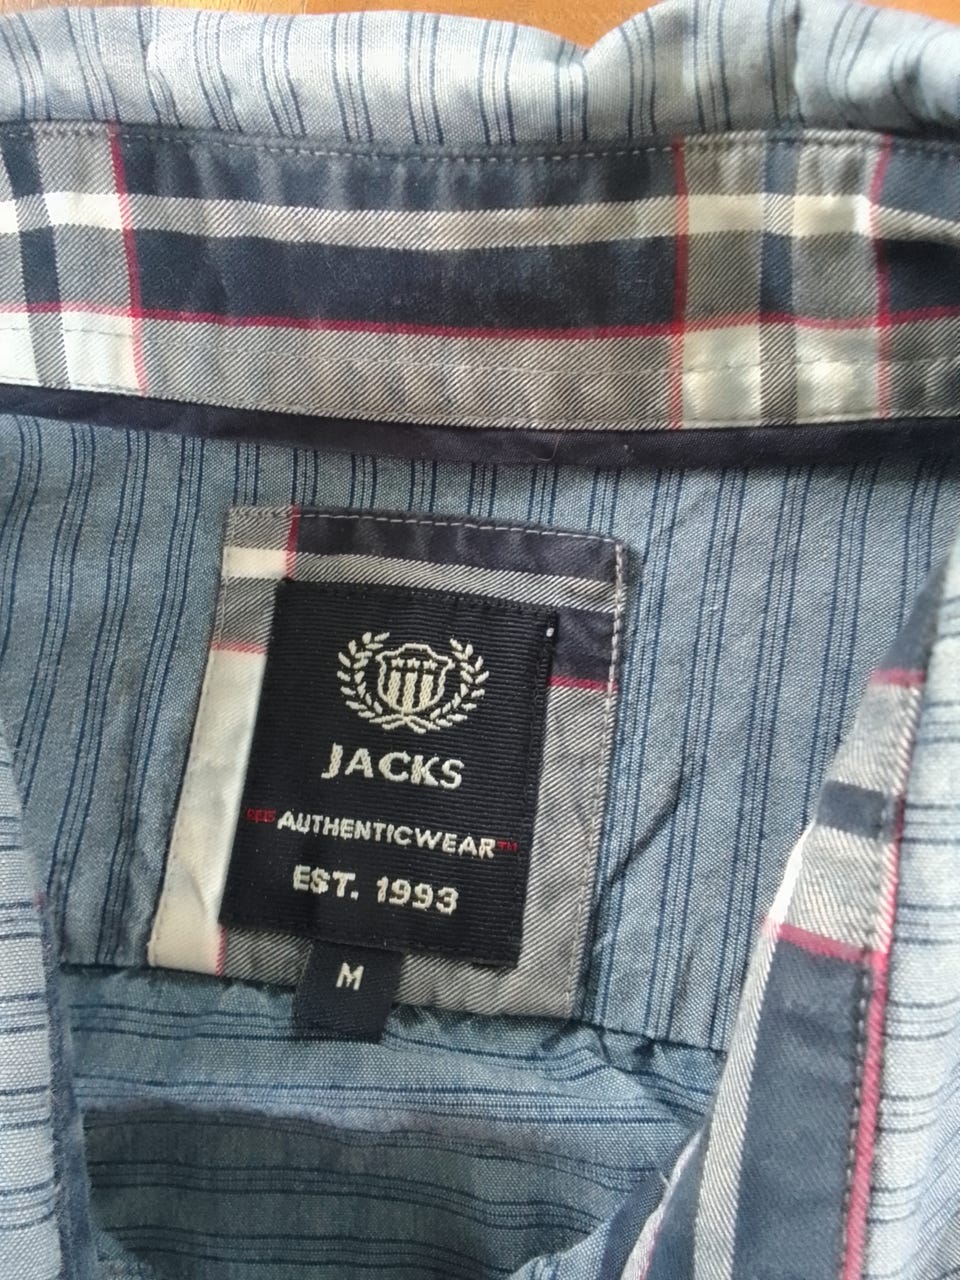 JACKS
AUTHENTICWEAR™
EST. 1993
M